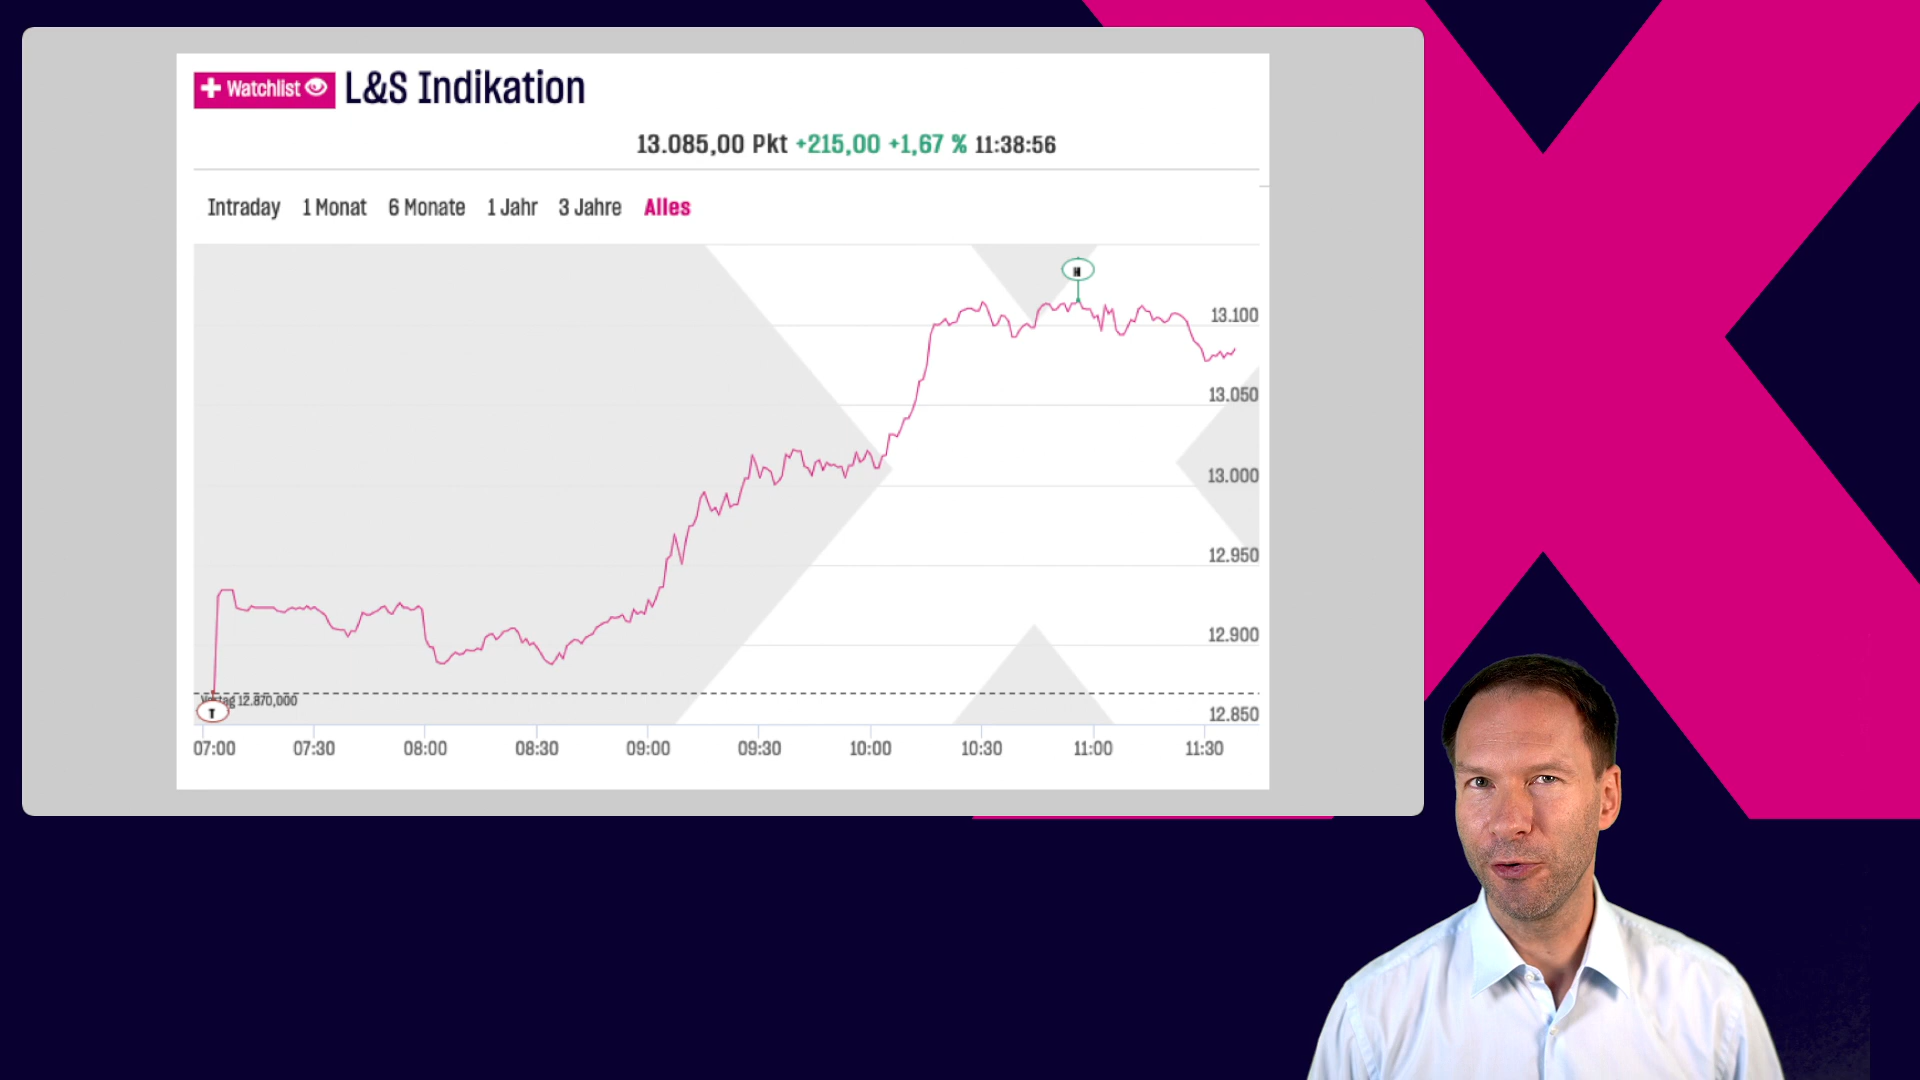 Watchlist L&S Indikation
13.085,00 Pkt +215,00 +1,67 % 11:38:56
Intraday 1 Monat 6 Monate 1 Jahr 3 Jahre Alles
H
13.100
13.050
13.000
12.950
12.900
12.870,000
T
12.850
07:00 07:30 08:00 08:30 09:00 09:30 10:00 10:30 11:00 11:30